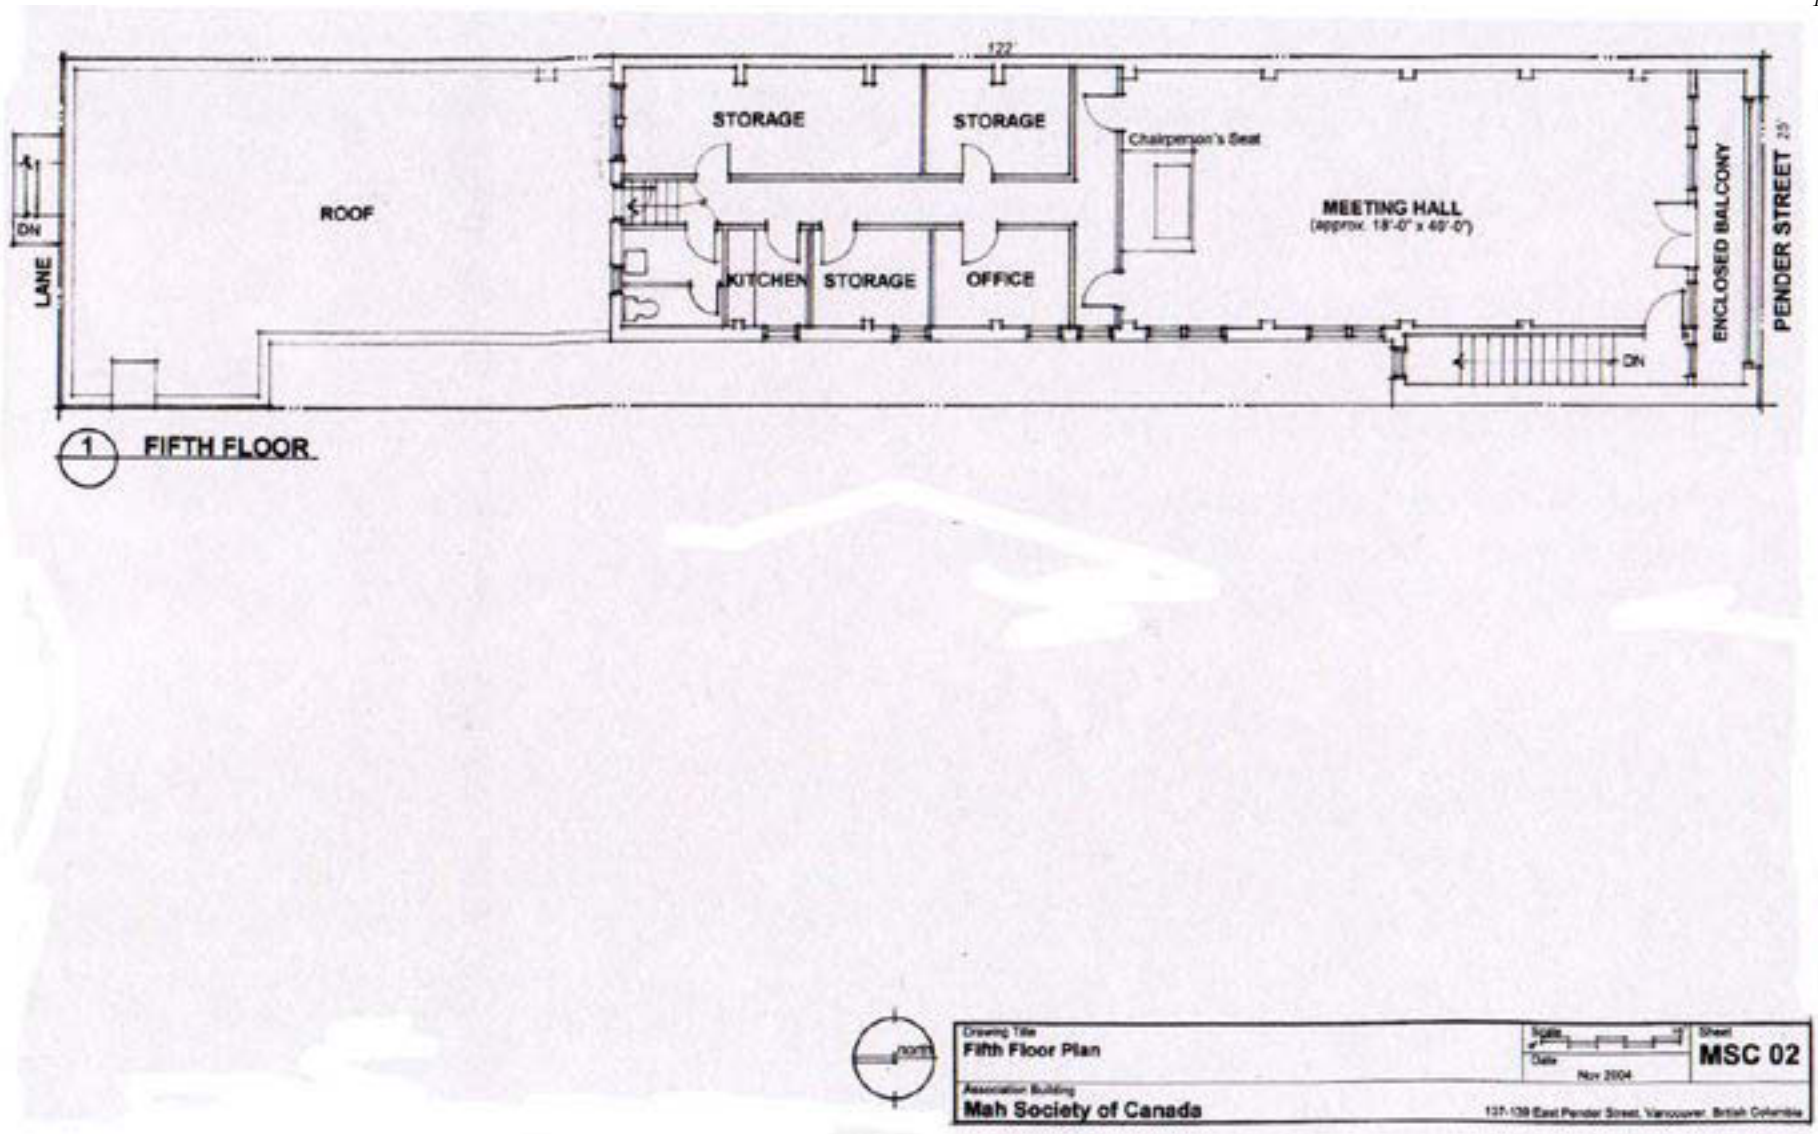 122'
STORAGE
STORAGE
Chairperson's Seat
MEETING HALL
(approx. 18'-0" x 40'-0")
ENCLOSED BALCONY
PENDER STREET
25'
ROOF
DN
LANE
KITCHEN
STORAGE
OFFICE
DN
1
FIFTH FLOOR
north
Drawing Title
Fifth Floor Plan
Association Building
Mah Society of Canada
Scale
Date
Nov 2004
Sheet
MSC 02
137-139 East Pender Street, Vancouver, British Columbia